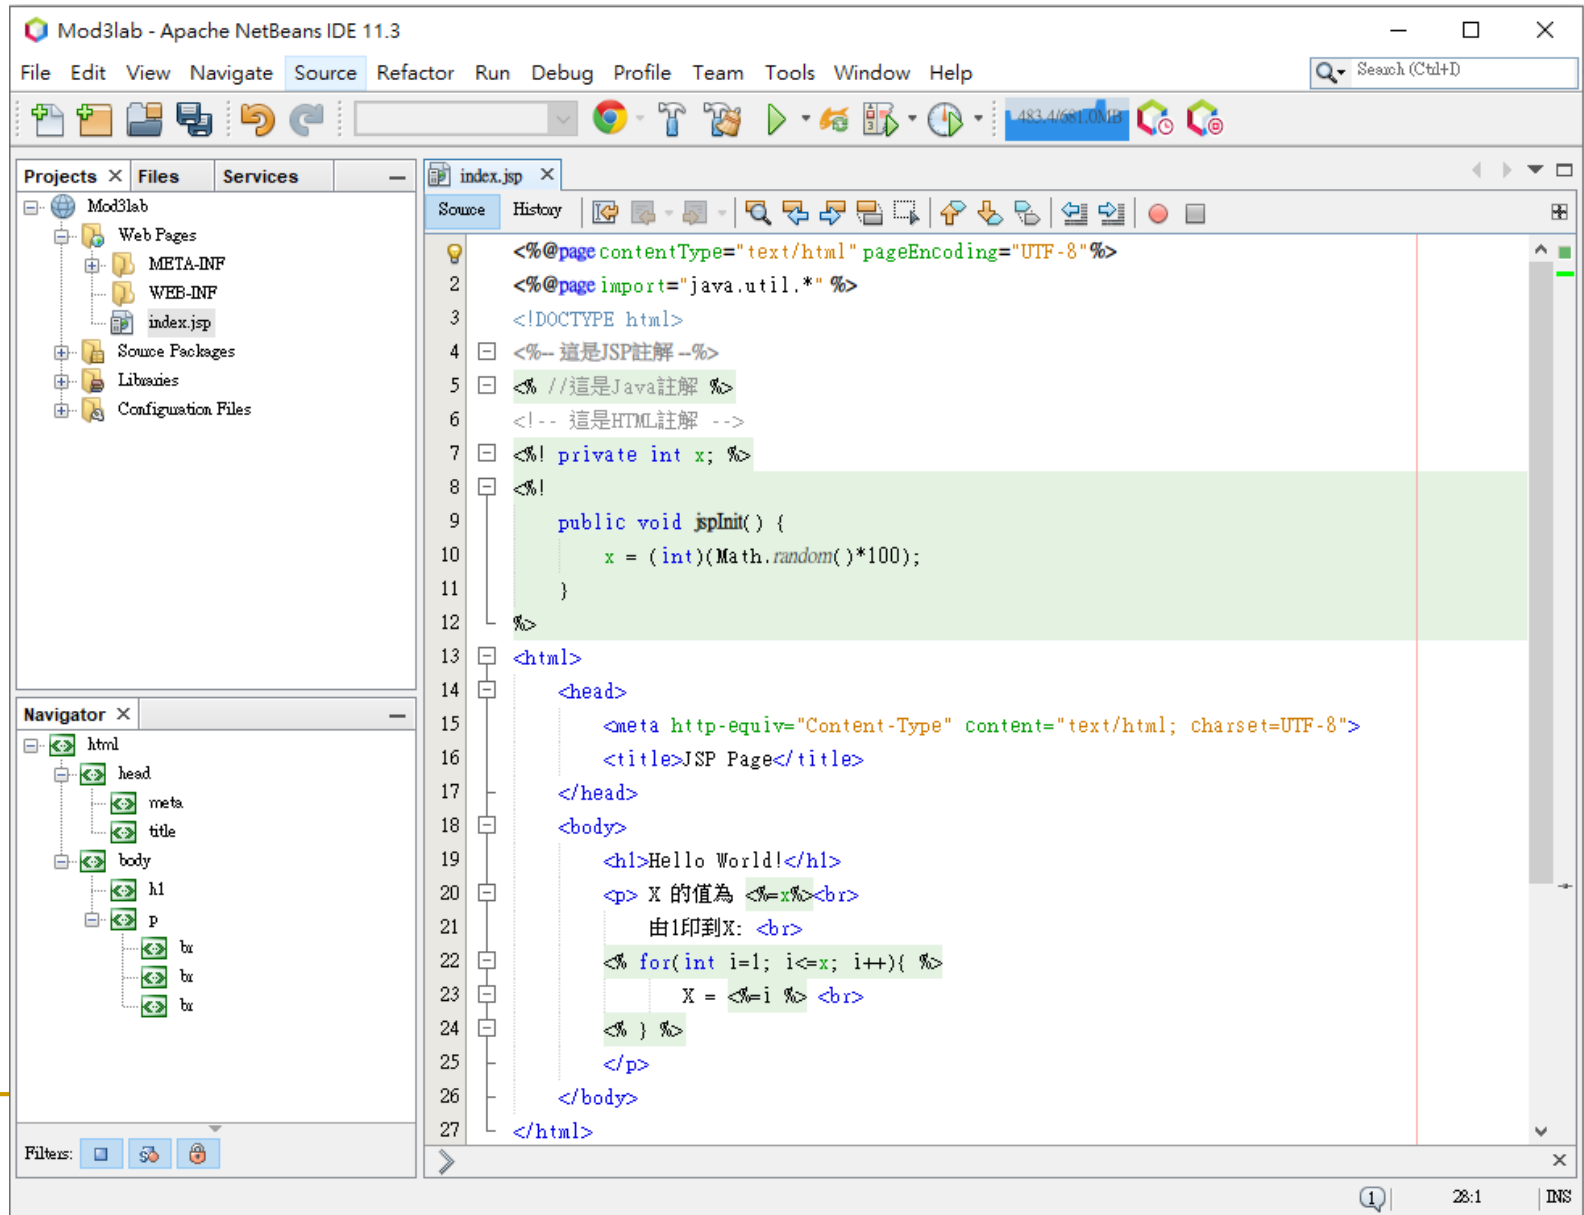 Mod3lab - Apache NetBeans IDE 11.3
File Edit View Navigate Source Refactor Run Debug Profile Team Tools Window Help
Search (Ctrl+I)
483.4/681.0MB
Projects Files Services
Mod3lab
Web Pages
META-INF
WEB-INF
index.jsp
Source Packages
Libraries
Configuration Files
Navigator
html
head
meta
title
body
h1
p
br
br
br
Filters:
index.jsp
Source History
<%@page contentType="text/html" pageEncoding="UTF-8"%>
2 <%@page import="java.util.*" %>
3 <!DOCTYPE html>
4 <%-- 這是JSP註解 --%>
5 <% //這是Java註解 %>
6 <!-- 這是HTML註解 -->
7 <%! private int x; %>
8 <%!
9 public void jspInit() {
10 x = (int)(Math.random()*100);
11 }
12 %>
13 <html>
14 <head>
15 <meta http-equiv="Content-Type" content="text/html; charset=UTF-8">
16 <title>JSP Page</title>
17 </head>
18 <body>
19 <h1>Hello World!</h1>
20 <p> X 的值為 <%=x%><br>
21 由1印到X: <br>
22 <% for(int i=1; i<=x; i++){ %>
23 X = <%=i %> <br>
24 <% } %>
25 </p>
26 </body>
27 </html>
1 28:1 INS